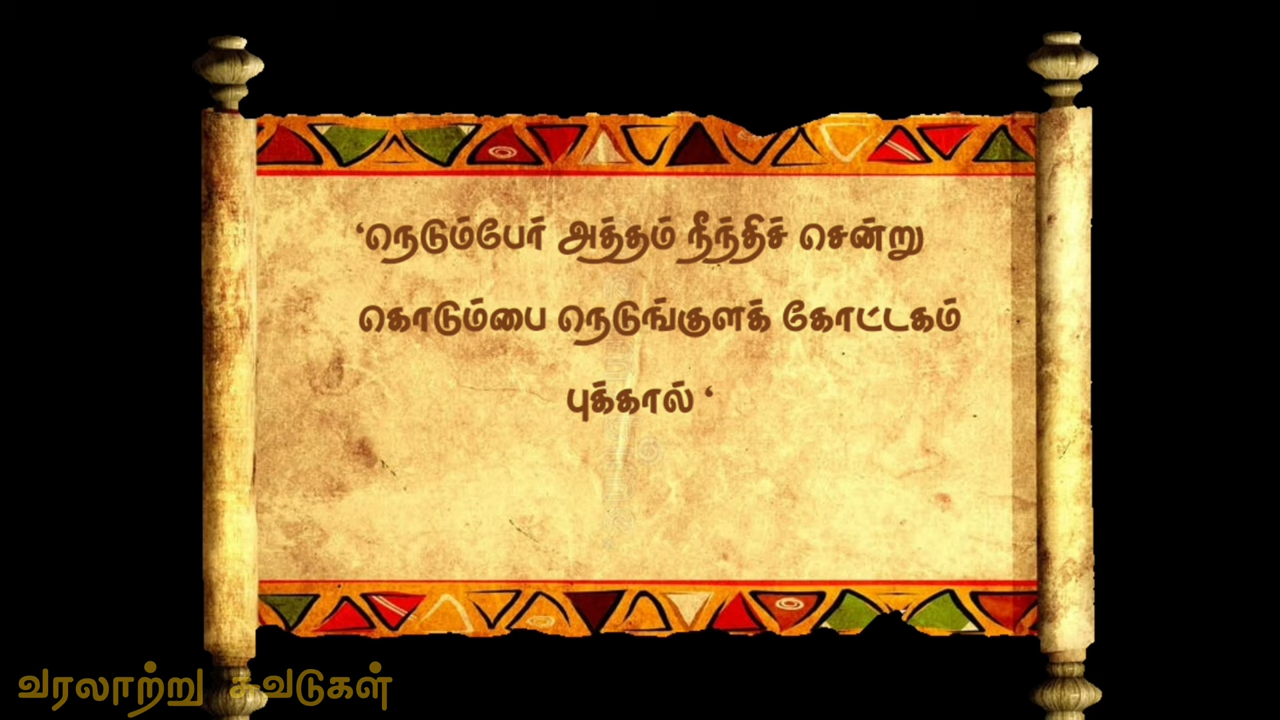 ‘நெடும்பேர் அத்தம் நீந்திச் சென்று
கொடும்பை நெடுங்குளக் கோட்டகம்
புக்கால் ‘
வரலாற்று சுவடுகள்